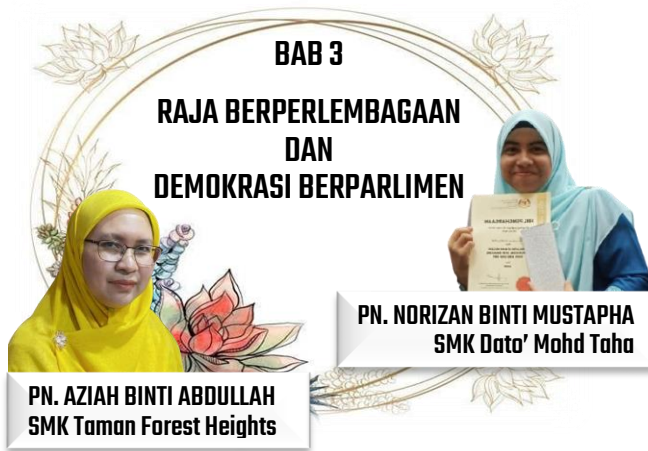 BAB 3
RAJA BERPERLEMBAGAAN
DAN
DEMOKRASI BERPARLIMEN
PN. NORIZAN BINTI MUSTAPHA
SMK Dato’ Mohd Taha
PN. AZIAH BINTI ABDULLAH
SMK Taman Forest Heights